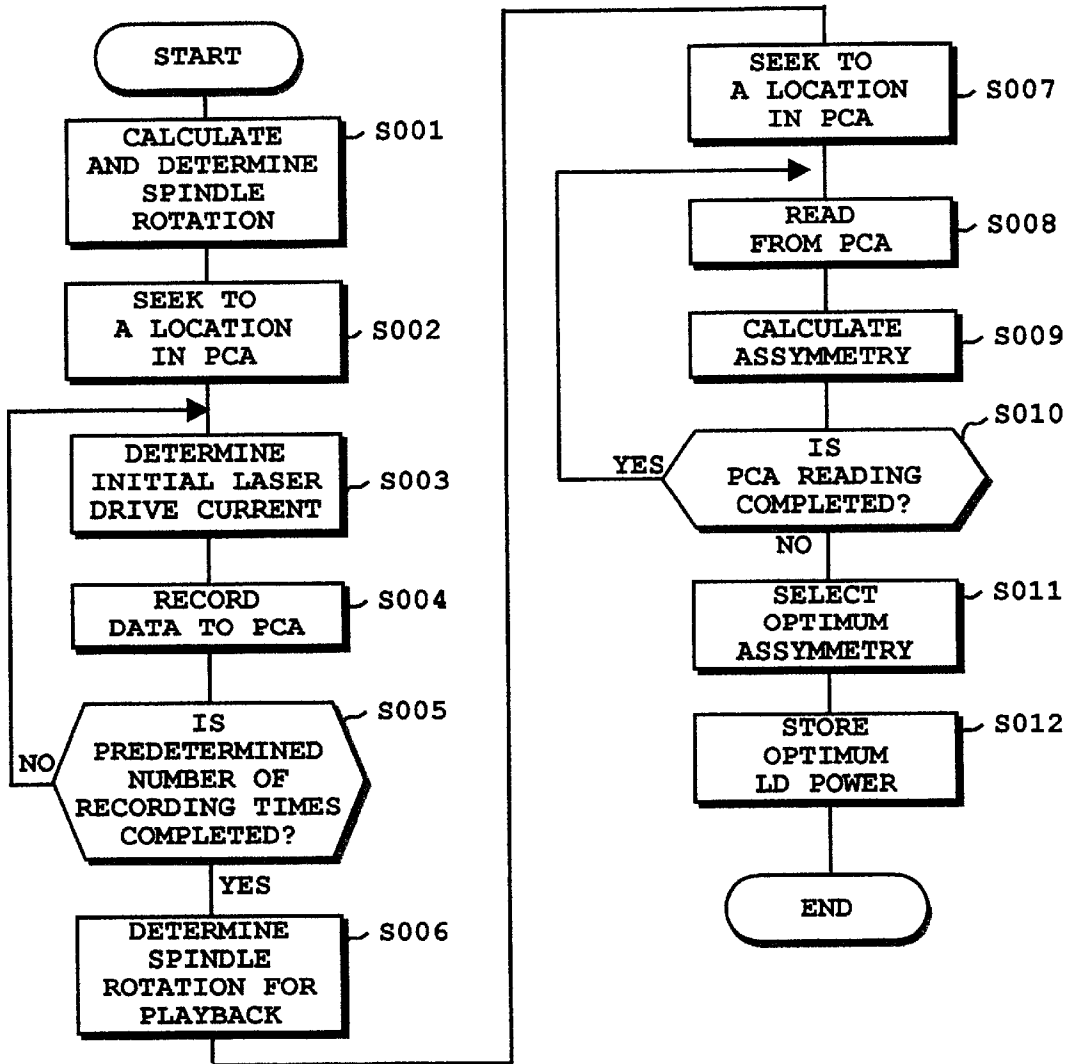 START
CALCULATE
AND DETERMINE
SPINDLE
ROTATION
S001
SEEK TO
A LOCATION
IN PCA
S002
DETERMINE
INITIAL LASER
DRIVE CURRENT
S003
RECORD
DATA TO PCA
S004
IS
PREDETERMINED
NUMBER OF
RECORDING TIMES
COMPLETED?
S005
NO
YES
DETERMINE
SPINDLE
ROTATION FOR
PLAYBACK
S006
SEEK TO
A LOCATION
IN PCA
S007
READ
FROM PCA
S008
CALCULATE
ASSYMMETRY
S009
IS
PCA READING
COMPLETED?
S010
YES
NO
SELECT
OPTIMUM
ASSYMMETRY
S011
STORE
OPTIMUM
LD POWER
S012
END